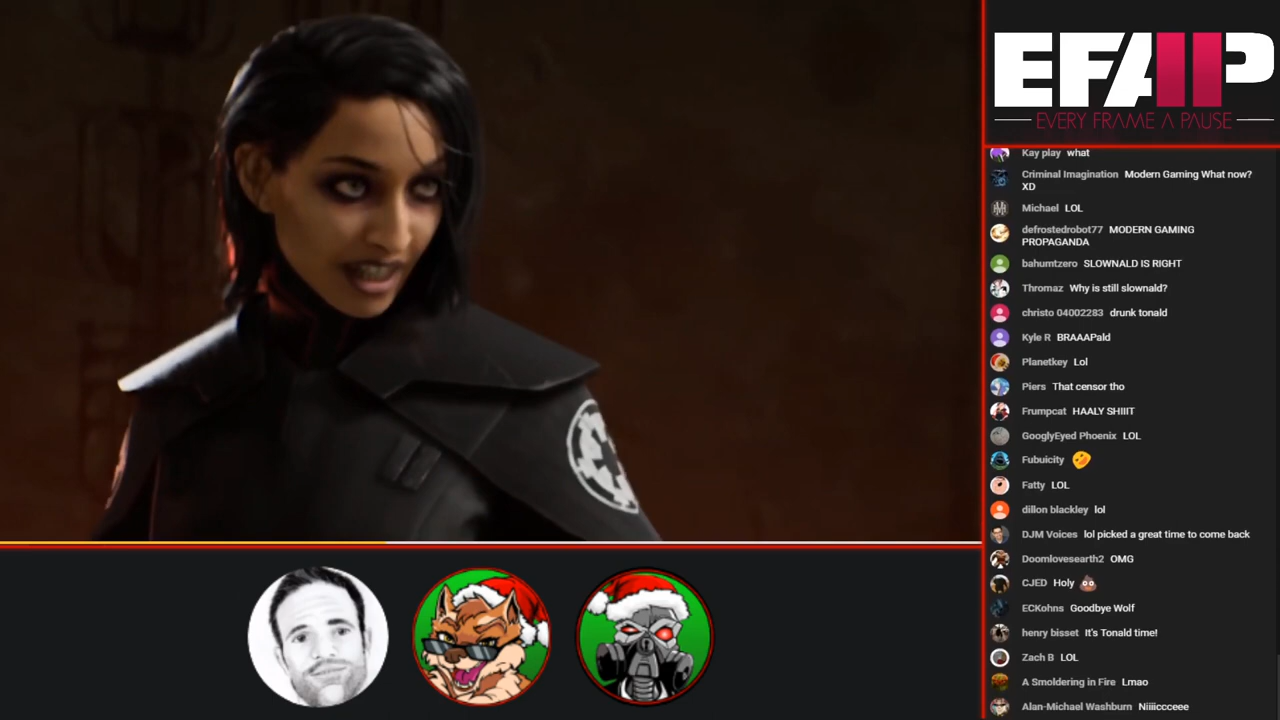 EFAP
EVERY FRAME A PAUSE
Kay play what
Criminal Imagination Modern Gaming What now?
XD
Michael LOL
defrostedrobot77 MODERN GAMING
PROPAGANDA
bahumtzero SLOWNALD IS RIGHT
Thromaz Why is still slownald?
christo 04002283 drunk tonald
Kyle R BRAAAPald
Planetkey Lol
Piers That censor tho
Frumpcat HAALY SHIIIT
GooglyEyed Phoenix LOL
Fubuicity 🤣
Fatty LOL
dillon blackley lol
DJM Voices lol picked a great time to come back
Doomlovesearth2 OMG
CJED Holy 💩
ECKohns Goodbye Wolf
henry bisset It's Tonald time!
Zach B LOL
A Smoldering in Fire Lmao
Alan-Michael Washburn Niiiiccceee